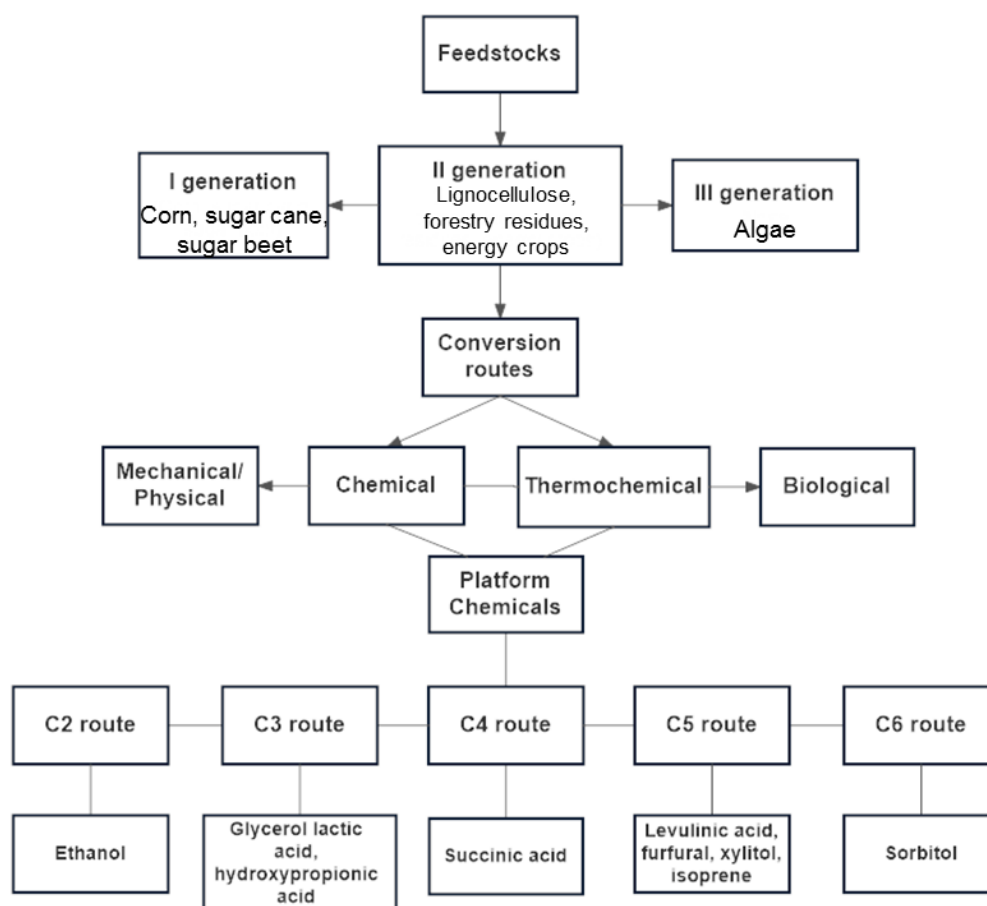 Feedstocks
I generation
Corn, sugar cane,
sugar beet
II generation
Lignocellulose,
forestry residues,
energy crops
III generation
Algae
Conversion
routes
Mechanical/
Physical
Chemical
Thermochemical
Biological
Platform
Chemicals
C2 route
C3 route
C4 route
C5 route
C6 route
Ethanol
Glycerol lactic
acid,
hydroxypropionic
acid
Succinic acid
Levulinic acid,
furfural, xylitol,
isoprene
Sorbitol